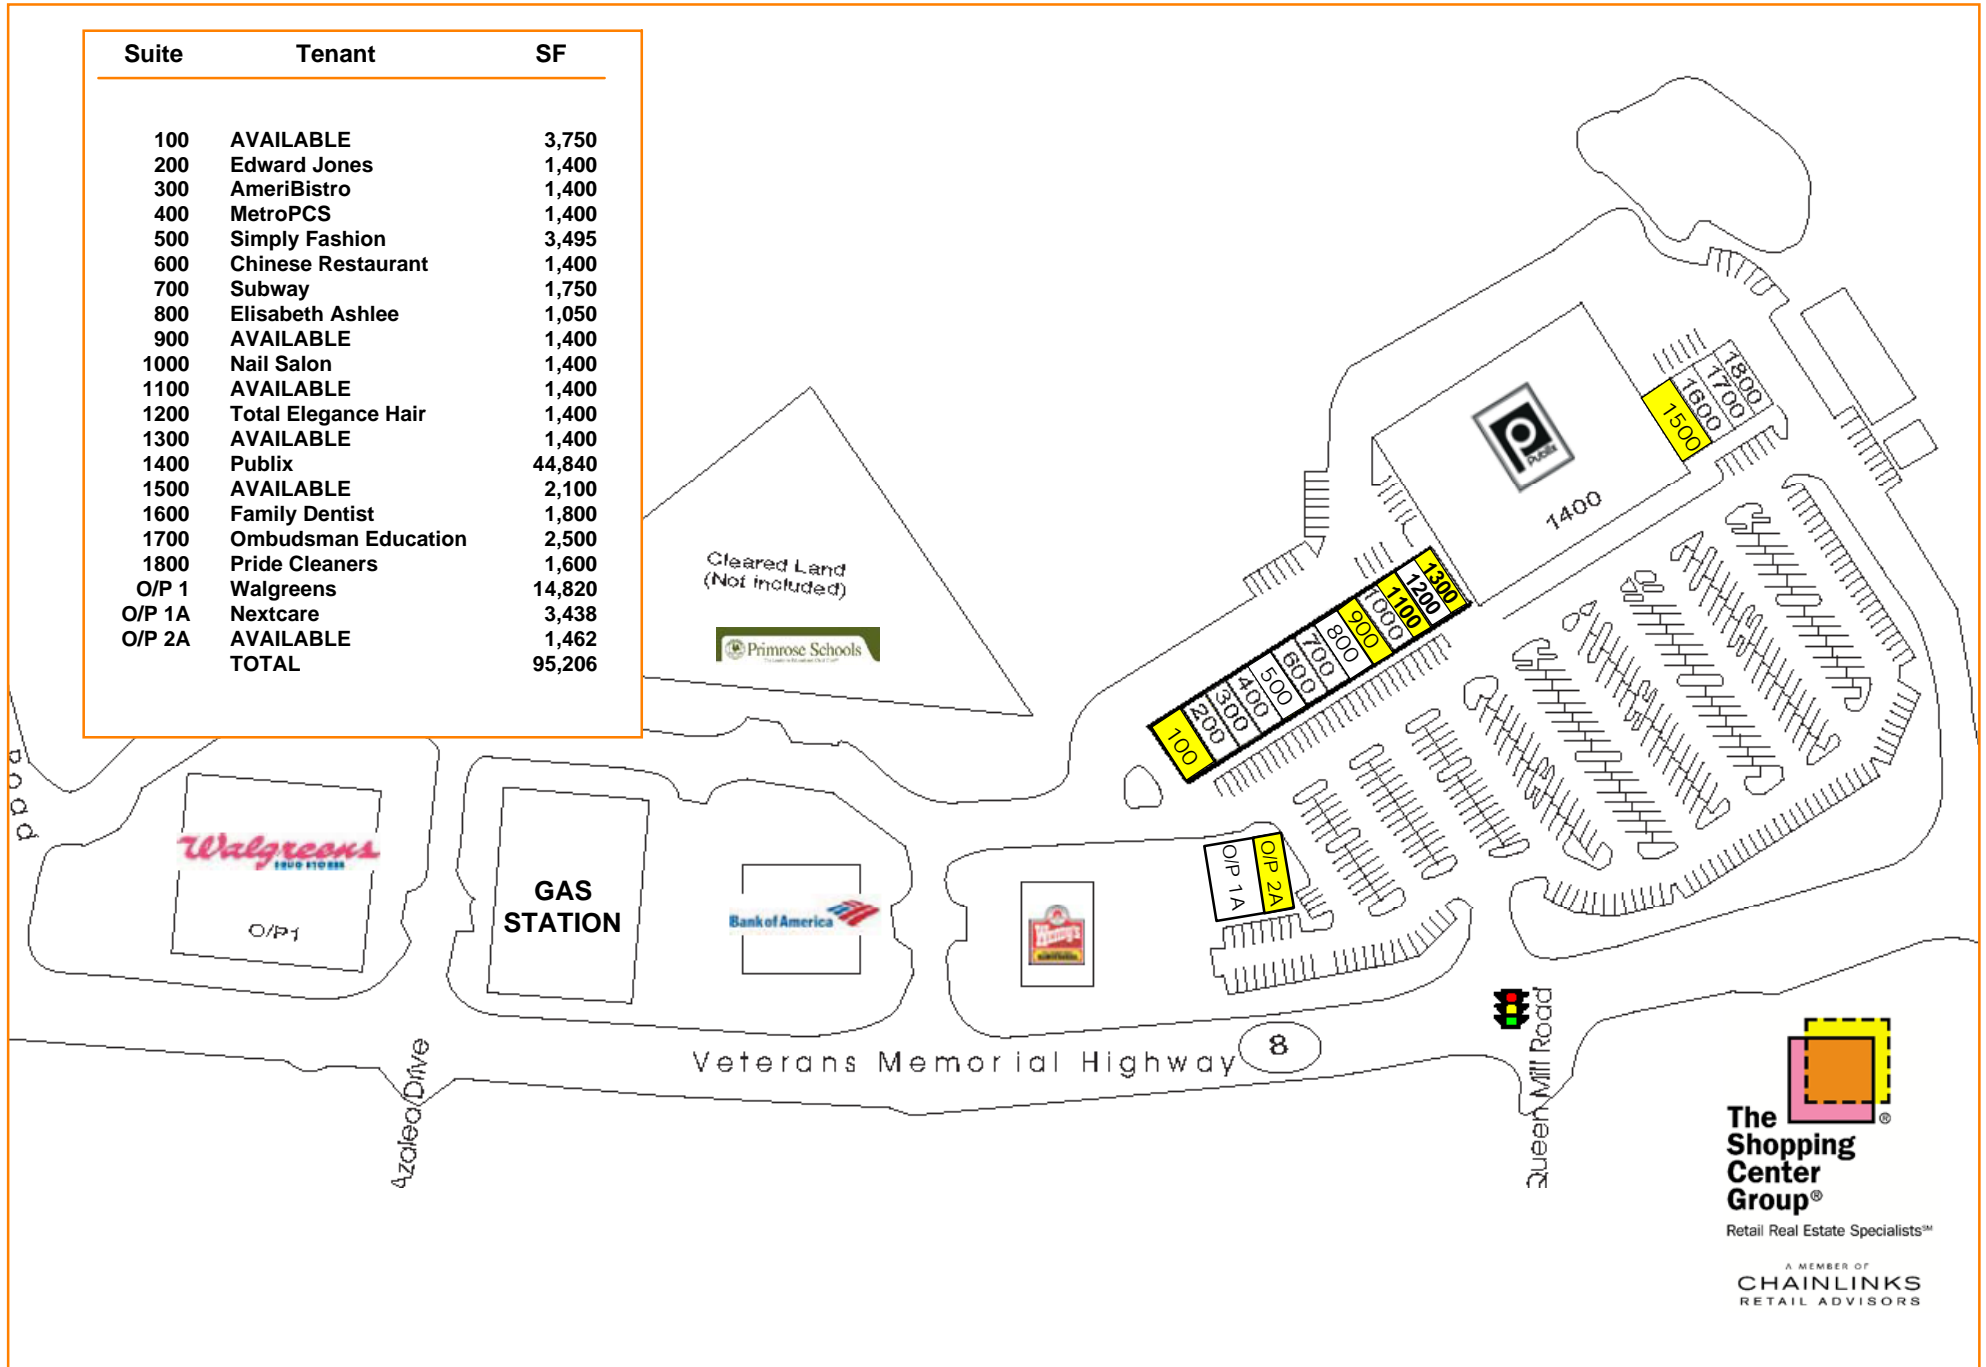 Suite Tenant SF
100 AVAILABLE 3,750
200 Edward Jones 1,400
300 AmeriBistro 1,400
400 MetroPCS 1,400
500 Simply Fashion 3,495
600 Chinese Restaurant 1,400
700 Subway 1,750
800 Elisabeth Ashlee 1,050
900 AVAILABLE 1,400
1000 Nail Salon 1,400
1100 AVAILABLE 1,400
1200 Total Elegance Hair 1,400
1300 AVAILABLE 1,400
1400 Publix 44,840
1500 AVAILABLE 2,100
1600 Family Dentist 1,800
1700 Ombudsman Education 2,500
1800 Pride Cleaners 1,600
O/P 1 Walgreens 14,820
O/P 1A Nextcare 3,438
O/P 2A AVAILABLE 1,462
TOTAL 95,206
Cleared Land
(Not included)
Primrose Schools
Publix
1400
1500
1600
1700
1800
100
200
300
400
500
600
700
800
900
1000
1100
1200
1300
Road
Walgreens
DRUG STORES
O/P1
GAS
STATION
Bank of America
Wendy's
O/P 1A
O/P 2A
Veterans Memorial Highway 8
Azalea Drive
Queen Mill Road
The
Shopping
Center
Group®
®
Retail Real Estate Specialists℠
A MEMBER OF
CHAINLINKS
RETAIL ADVISORS